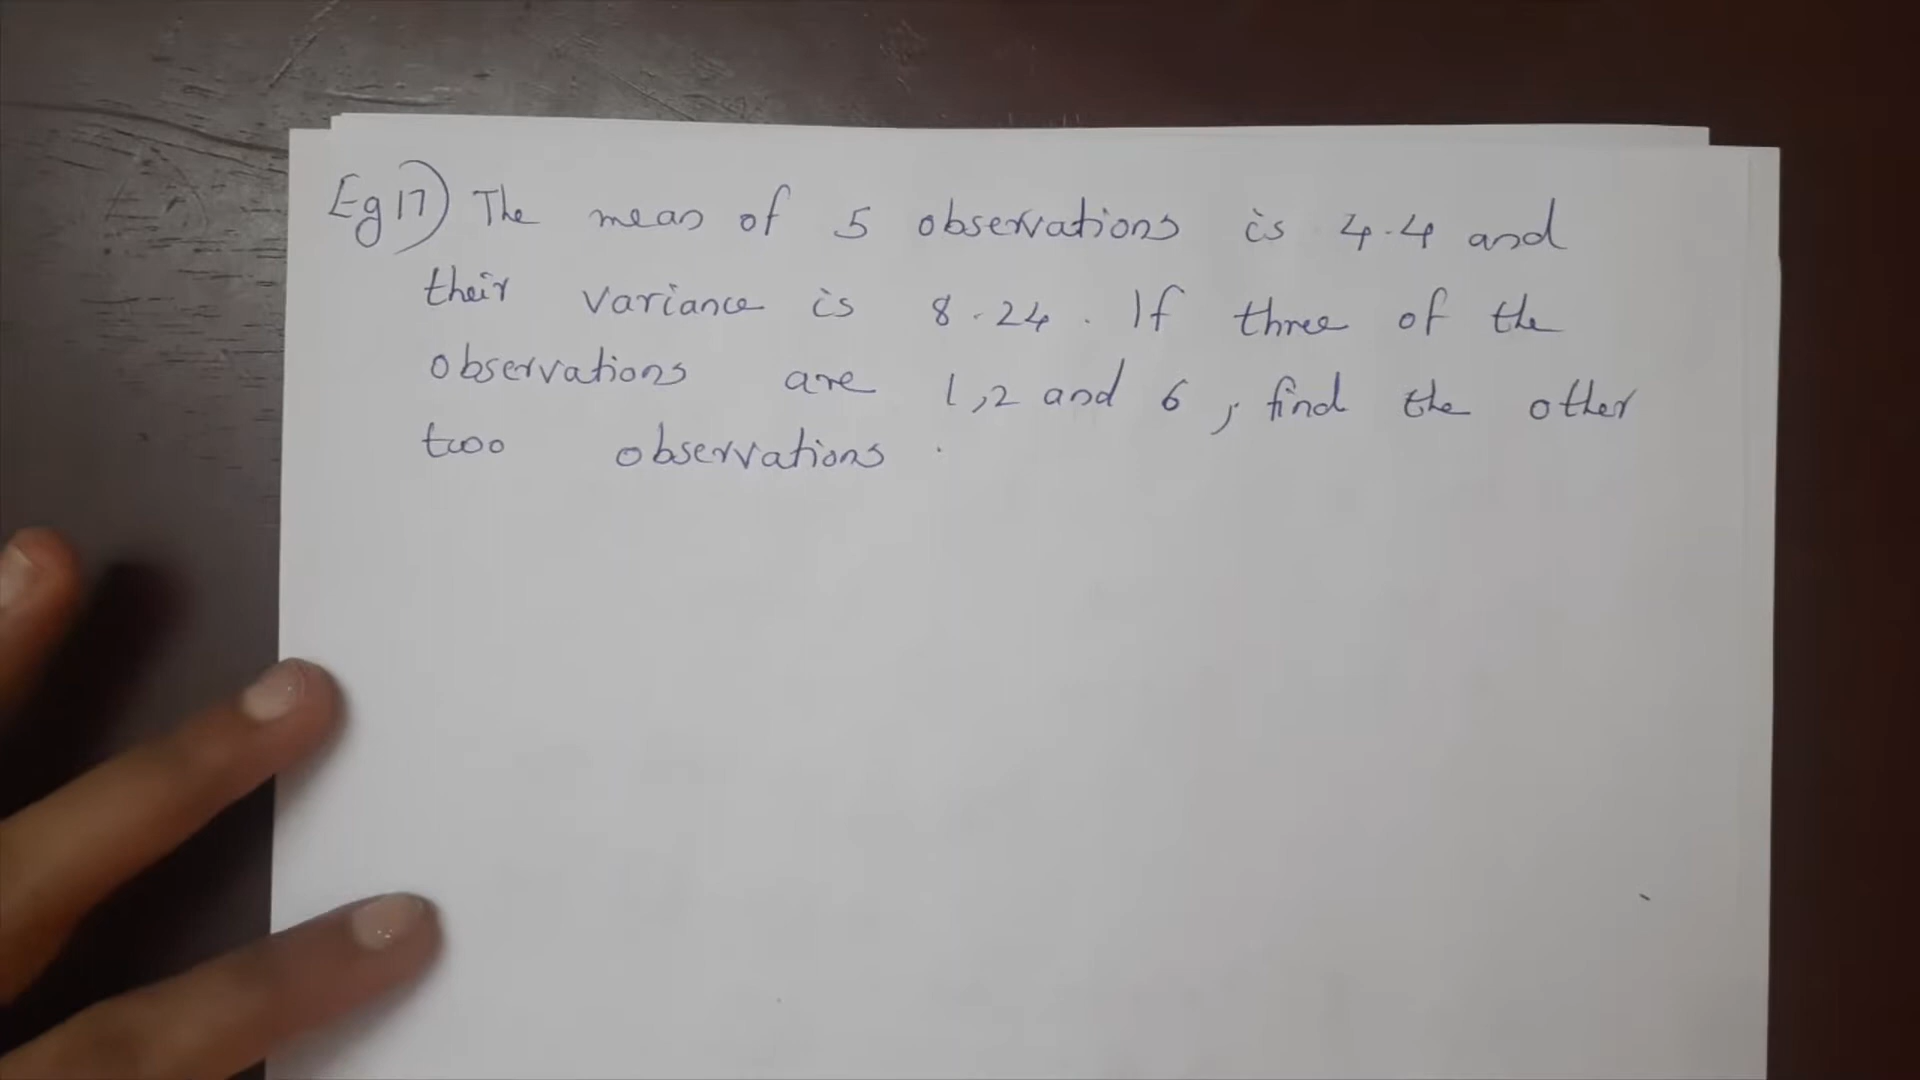 Eg 17) The mean of 5 observations is 4.4 and
their variance is 8.24. If three of the
observations are 1,2 and 6, find the other
two observations.